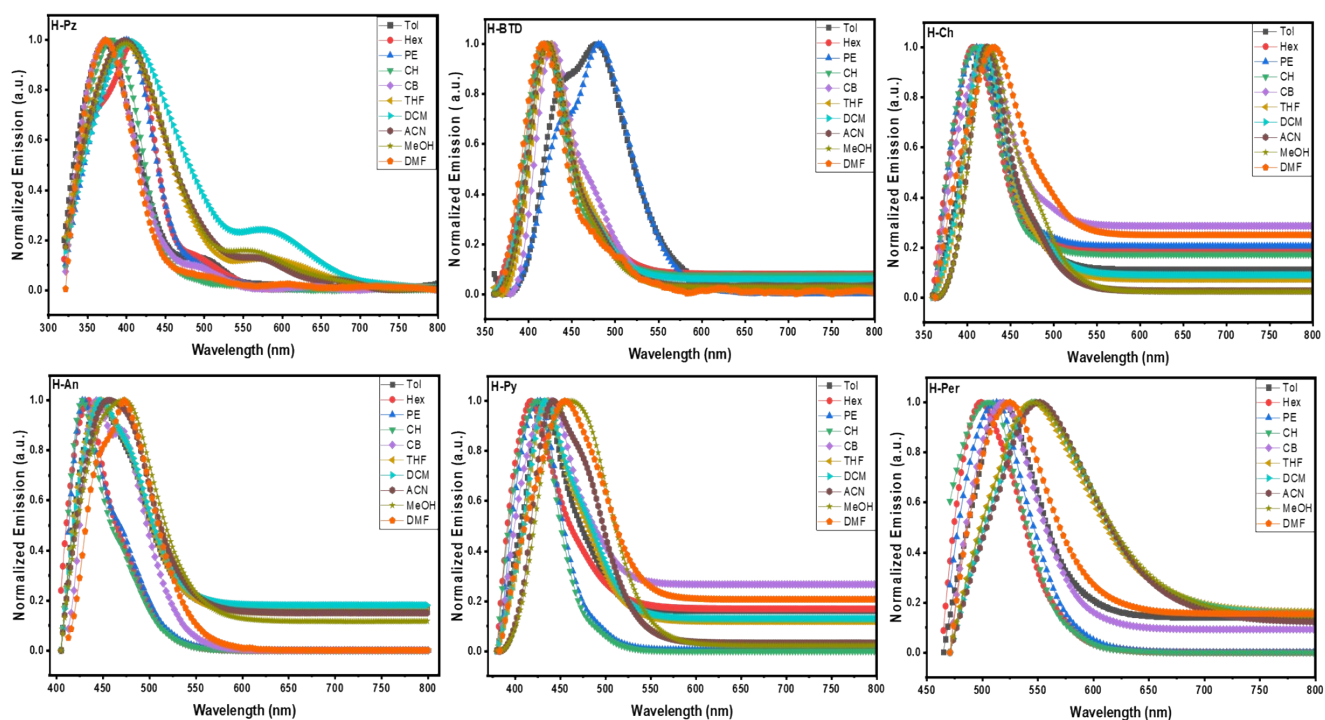 H-Pz
Tol
Hex
PE
CH
CB
THF
DCM
ACN
MeOH
DMF
Normalized Emission (a.u.)
1.0
0.8
0.6
0.4
0.2
0.0
300 350 400 450 500 550 600 650 700 750 800
Wavelength (nm)
H-BTD
Tol
Hex
PE
CH
CB
THF
DCM
ACN
MeOH
DMF
Normalized Emission ( a.u.)
1.0
0.8
0.6
0.4
0.2
0.0
350 400 450 500 550 600 650 700 750 800
Wavelength (nm)
H-Ch
Tol
Hex
PE
CH
CB
THF
DCM
ACN
MeOH
DMF
Normalized Emission (a.u.)
1.0
0.8
0.6
0.4
0.2
0.0
350 400 450 500 550 600 650 700 750 800
Wavelength (nm)
H-An
Tol
Hex
PE
CH
CB
THF
DCM
ACN
MeOH
DMF
Normalized Emission (a.u.)
1.0
0.8
0.6
0.4
0.2
0.0
400 450 500 550 600 650 700 750 800
Wavelength (nm)
H-Py
Tol
Hex
PE
CH
CB
THF
DCM
ACN
MeOH
DMF
Normalized Emission (a.u.)
1.0
0.8
0.6
0.4
0.2
0.0
400 450 500 550 600 650 700 750 800
Wavelength (nm)
H-Per
Tol
Hex
PE
CH
CB
THF
DCM
ACN
MeOH
DMF
Normalized Emission (a.u.)
1.0
0.8
0.6
0.4
0.2
0.0
450 500 550 600 650 700 750 800
Wavelength (nm)